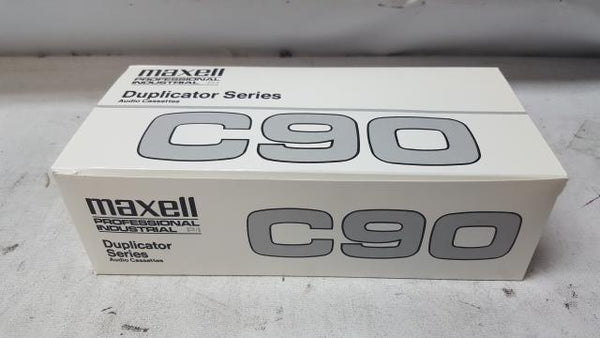 maxell
PROFESSIONAL
INDUSTRIAL P/I
Duplicator Series
Audio Cassettes
C90
maxell
PROFESSIONAL
INDUSTRIAL P/I
Duplicator
Series
Audio Cassettes
C90